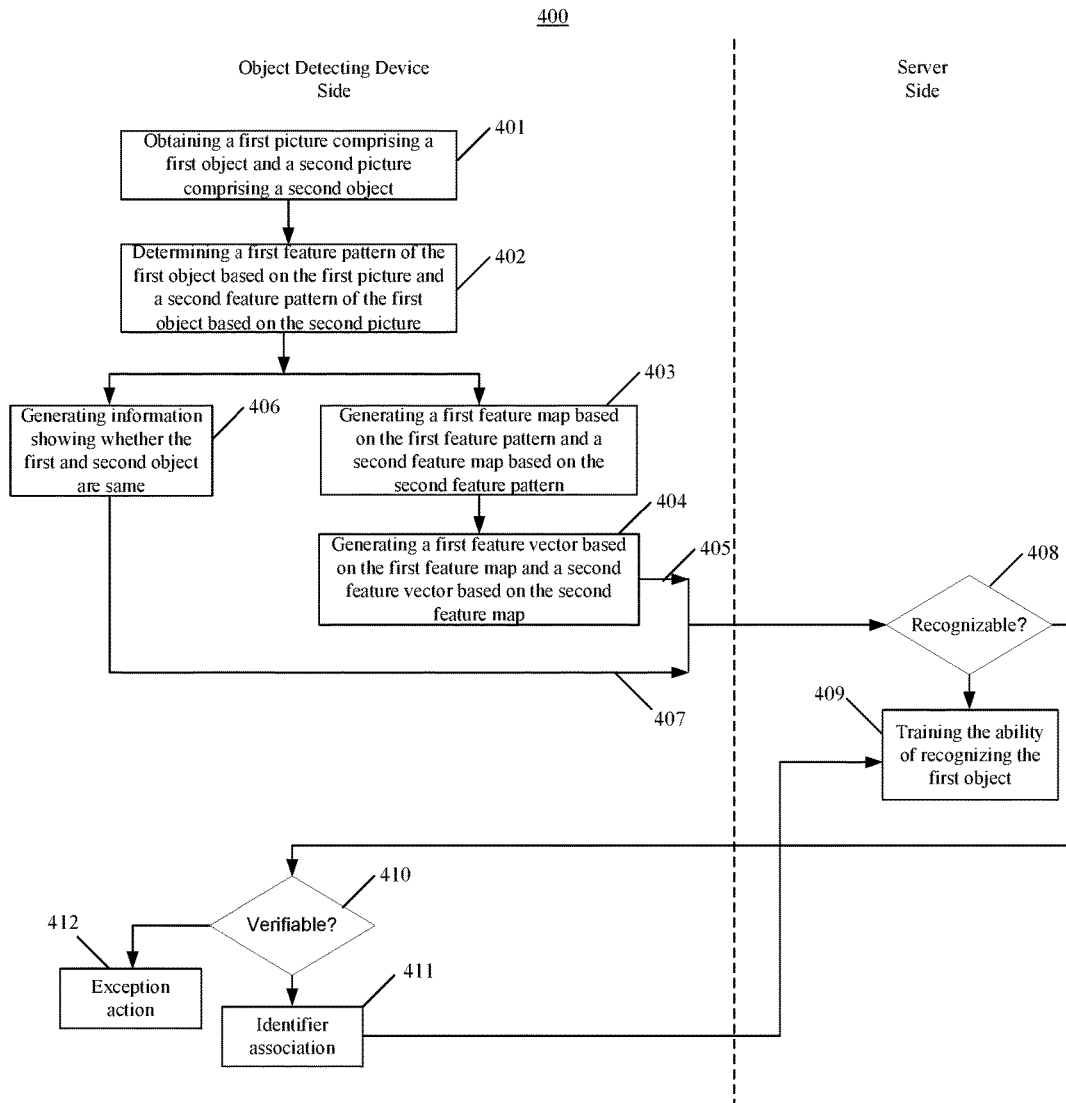 400
Object Detecting Device
Side
Server
Side
401
Obtaining a first picture comprising a
first object and a second picture
comprising a second object
402
Determining a first feature pattern of
the first object based on the first picture and
a second feature pattern of the first
object based on the second picture
403
406
Generating information
showing whether the
first and second object
are same
Generating a first feature map based
on the first feature pattern and a
second feature map based on the
second feature pattern
404
Generating a first feature vector based
on the first feature map and a second
feature vector based on the second
feature map
405
408
Recognizable?
407
409
Training the ability
of recognizing the
first object
410
Verifiable?
412
Exception
action
411
Identifier
association